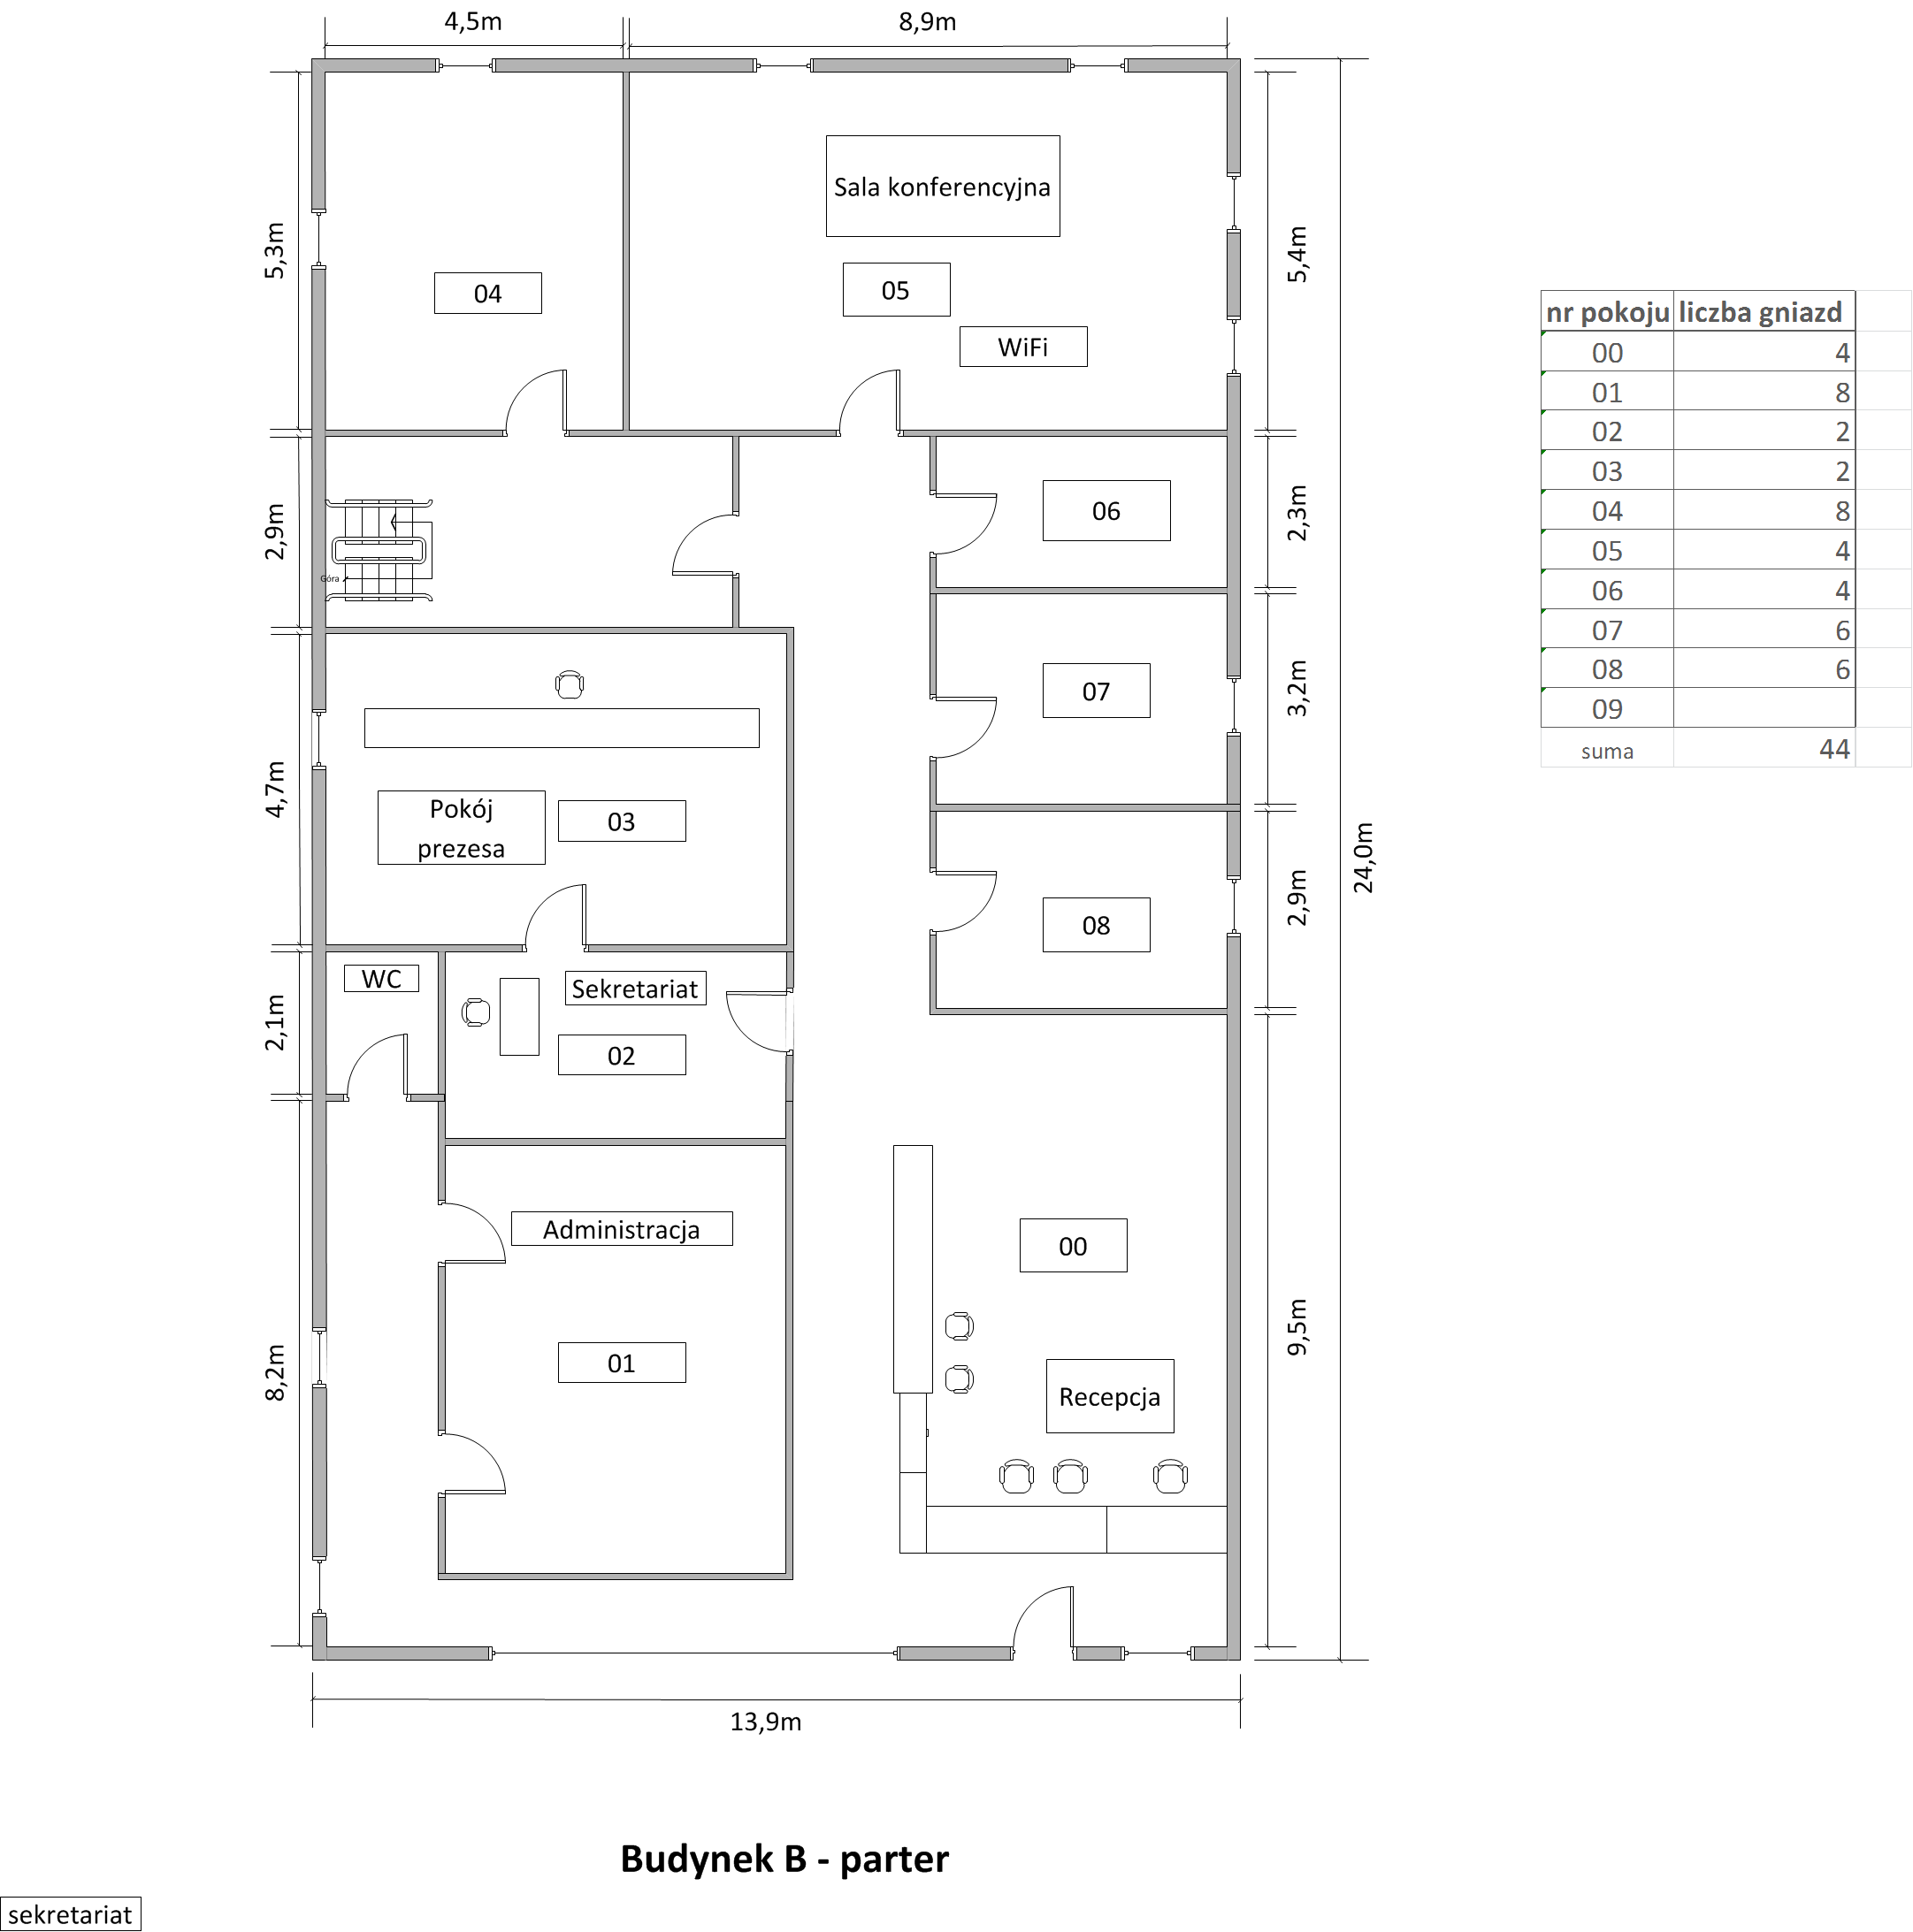 4,5m
8,9m
5,3m
Sala konferencyjna
04
05
WiFi
5,4m
nr pokoju liczba gniazd
00 4
01 8
02 2
03 2
04 8
05 4
06 4
07 6
08 6
09
suma 44
2,9m
Góra
06
2,3m
07
3,2m
4,7m
Pokój
prezesa
03
08
2,9m
24,0m
WC
Sekretariat
02
2,1m
Administracja
00
01
Recepcja
8,2m
9,5m
13,9m
Budynek B - parter
sekretariat